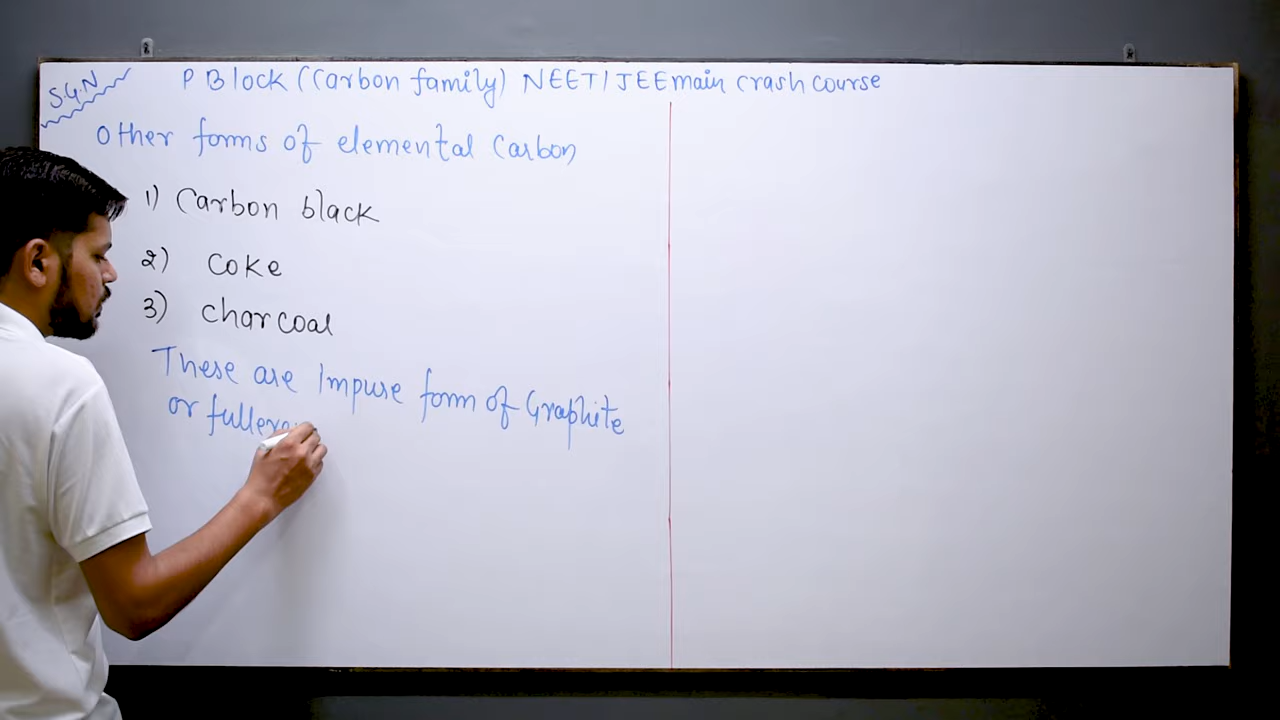 S.G.N
P Block (Carbon family) NEET/JEE main crash course
Other forms of elemental Carbon
1) Carbon black
2) Coke
3) Charcoal
These are Impure form of Graphite
or